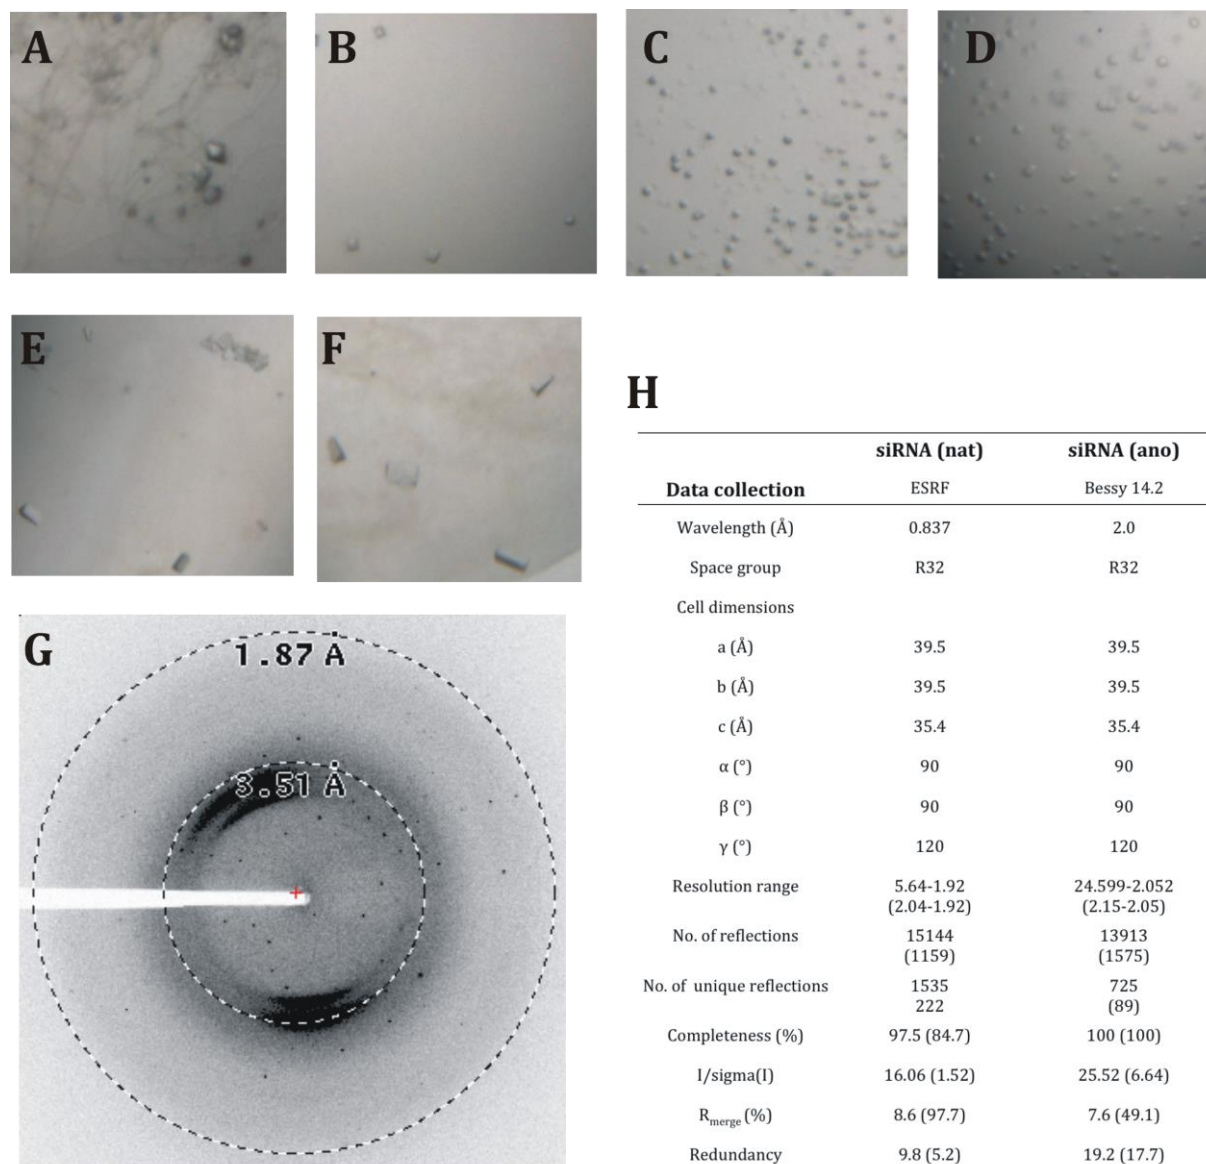 A
B
C
D
E
F
H
siRNA (nat) siRNA (ano)
Data collection ESRF Bessy 14.2
Wavelength (Å) 0.837 2.0
Space group R32 R32
Cell dimensions
a (Å) 39.5 39.5
b (Å) 39.5 39.5
c (Å) 35.4 35.4
α (°) 90 90
β (°) 90 90
γ (°) 120 120
Resolution range 5.64-1.92 24.599-2.052
(2.04-1.92) (2.15-2.05)
No. of reflections 15144 13913
(1159) (1575)
No. of unique reflections 1535 725
222 (89)
Completeness (%) 97.5 (84.7) 100 (100)
I/sigma(I) 16.06 (1.52) 25.52 (6.64)
Rmerge (%) 8.6 (97.7) 7.6 (49.1)
Redundancy 9.8 (5.2) 19.2 (17.7)
G
1.87 Å
3.51 Å